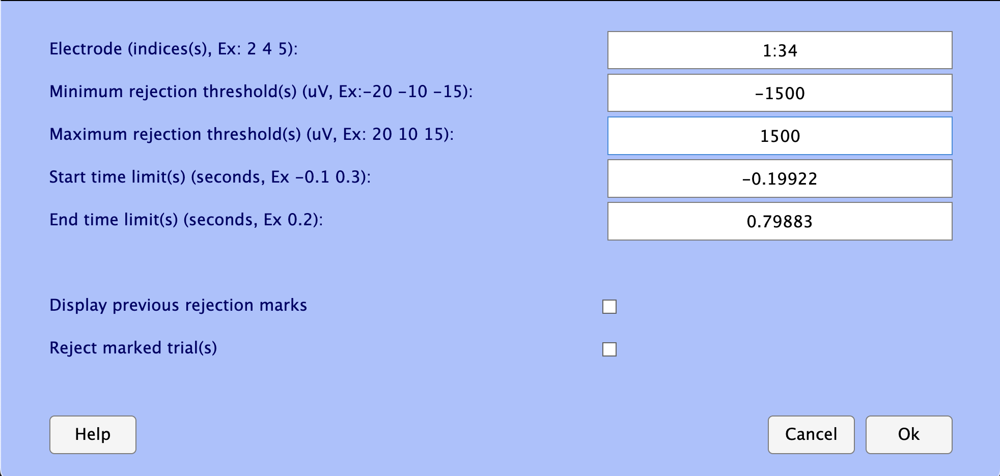 Electrode (indices(s), Ex: 2 4 5): 1:34
Minimum rejection threshold(s) (uV, Ex:-20 -10 -15): -1500
Maximum rejection threshold(s) (uV, Ex: 20 10 15): 1500
Start time limit(s) (seconds, Ex -0.1 0.3): -0.19922
End time limit(s) (seconds, Ex 0.2): 0.79883
Display previous rejection marks
Reject marked trial(s)
Help Cancel Ok